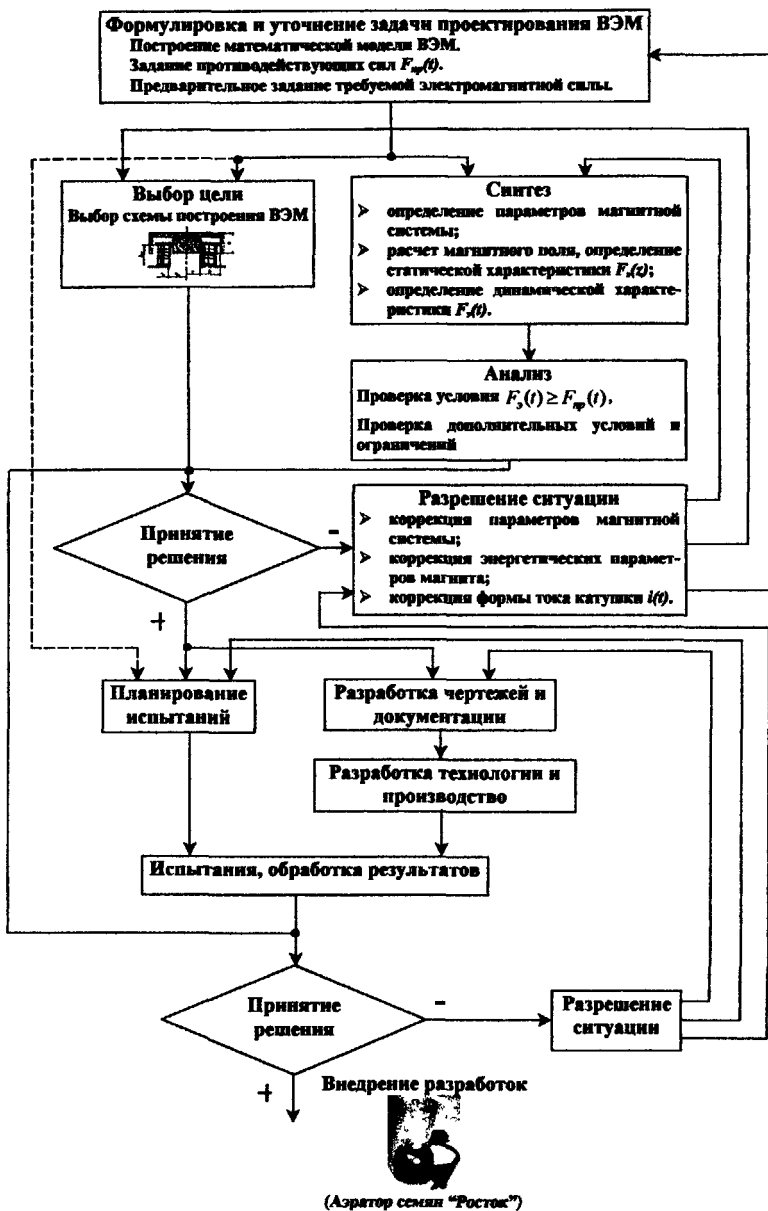 Формулировка и уточнение задачи проектирования ВЭМ
Построение математической модели ВЭМ.
Задание противодействующих сил Fпр(t).
Предварительное задание требуемой электромагнитной силы.
Выбор цели
Выбор схемы построения ВЭМ
Синтез
➢ определение параметров магнитной
системы;
➢ расчет магнитного поля, определение
статической характеристики Fэ(z);
➢ определение динамической характе-
ристики Fэ(t).
Анализ
Проверка условия Fэ(t) ≥ Fпр(t),
Проверка дополнительных условий и
ограничений
Принятие
решения
-
+
Разрешение ситуации
➢ коррекция параметров магнитной
системы;
➢ коррекция энергетических парамет-
ров магнита;
➢ коррекция формы тока катушки i(t).
Планирование
испытаний
Разработка чертежей и
документации
Разработка технологии и
производство
Испытания, обработка результатов
Принятие
решения
-
+
Разрешение
ситуации
Внедрение разработок
(Аэратор семян "Росток")